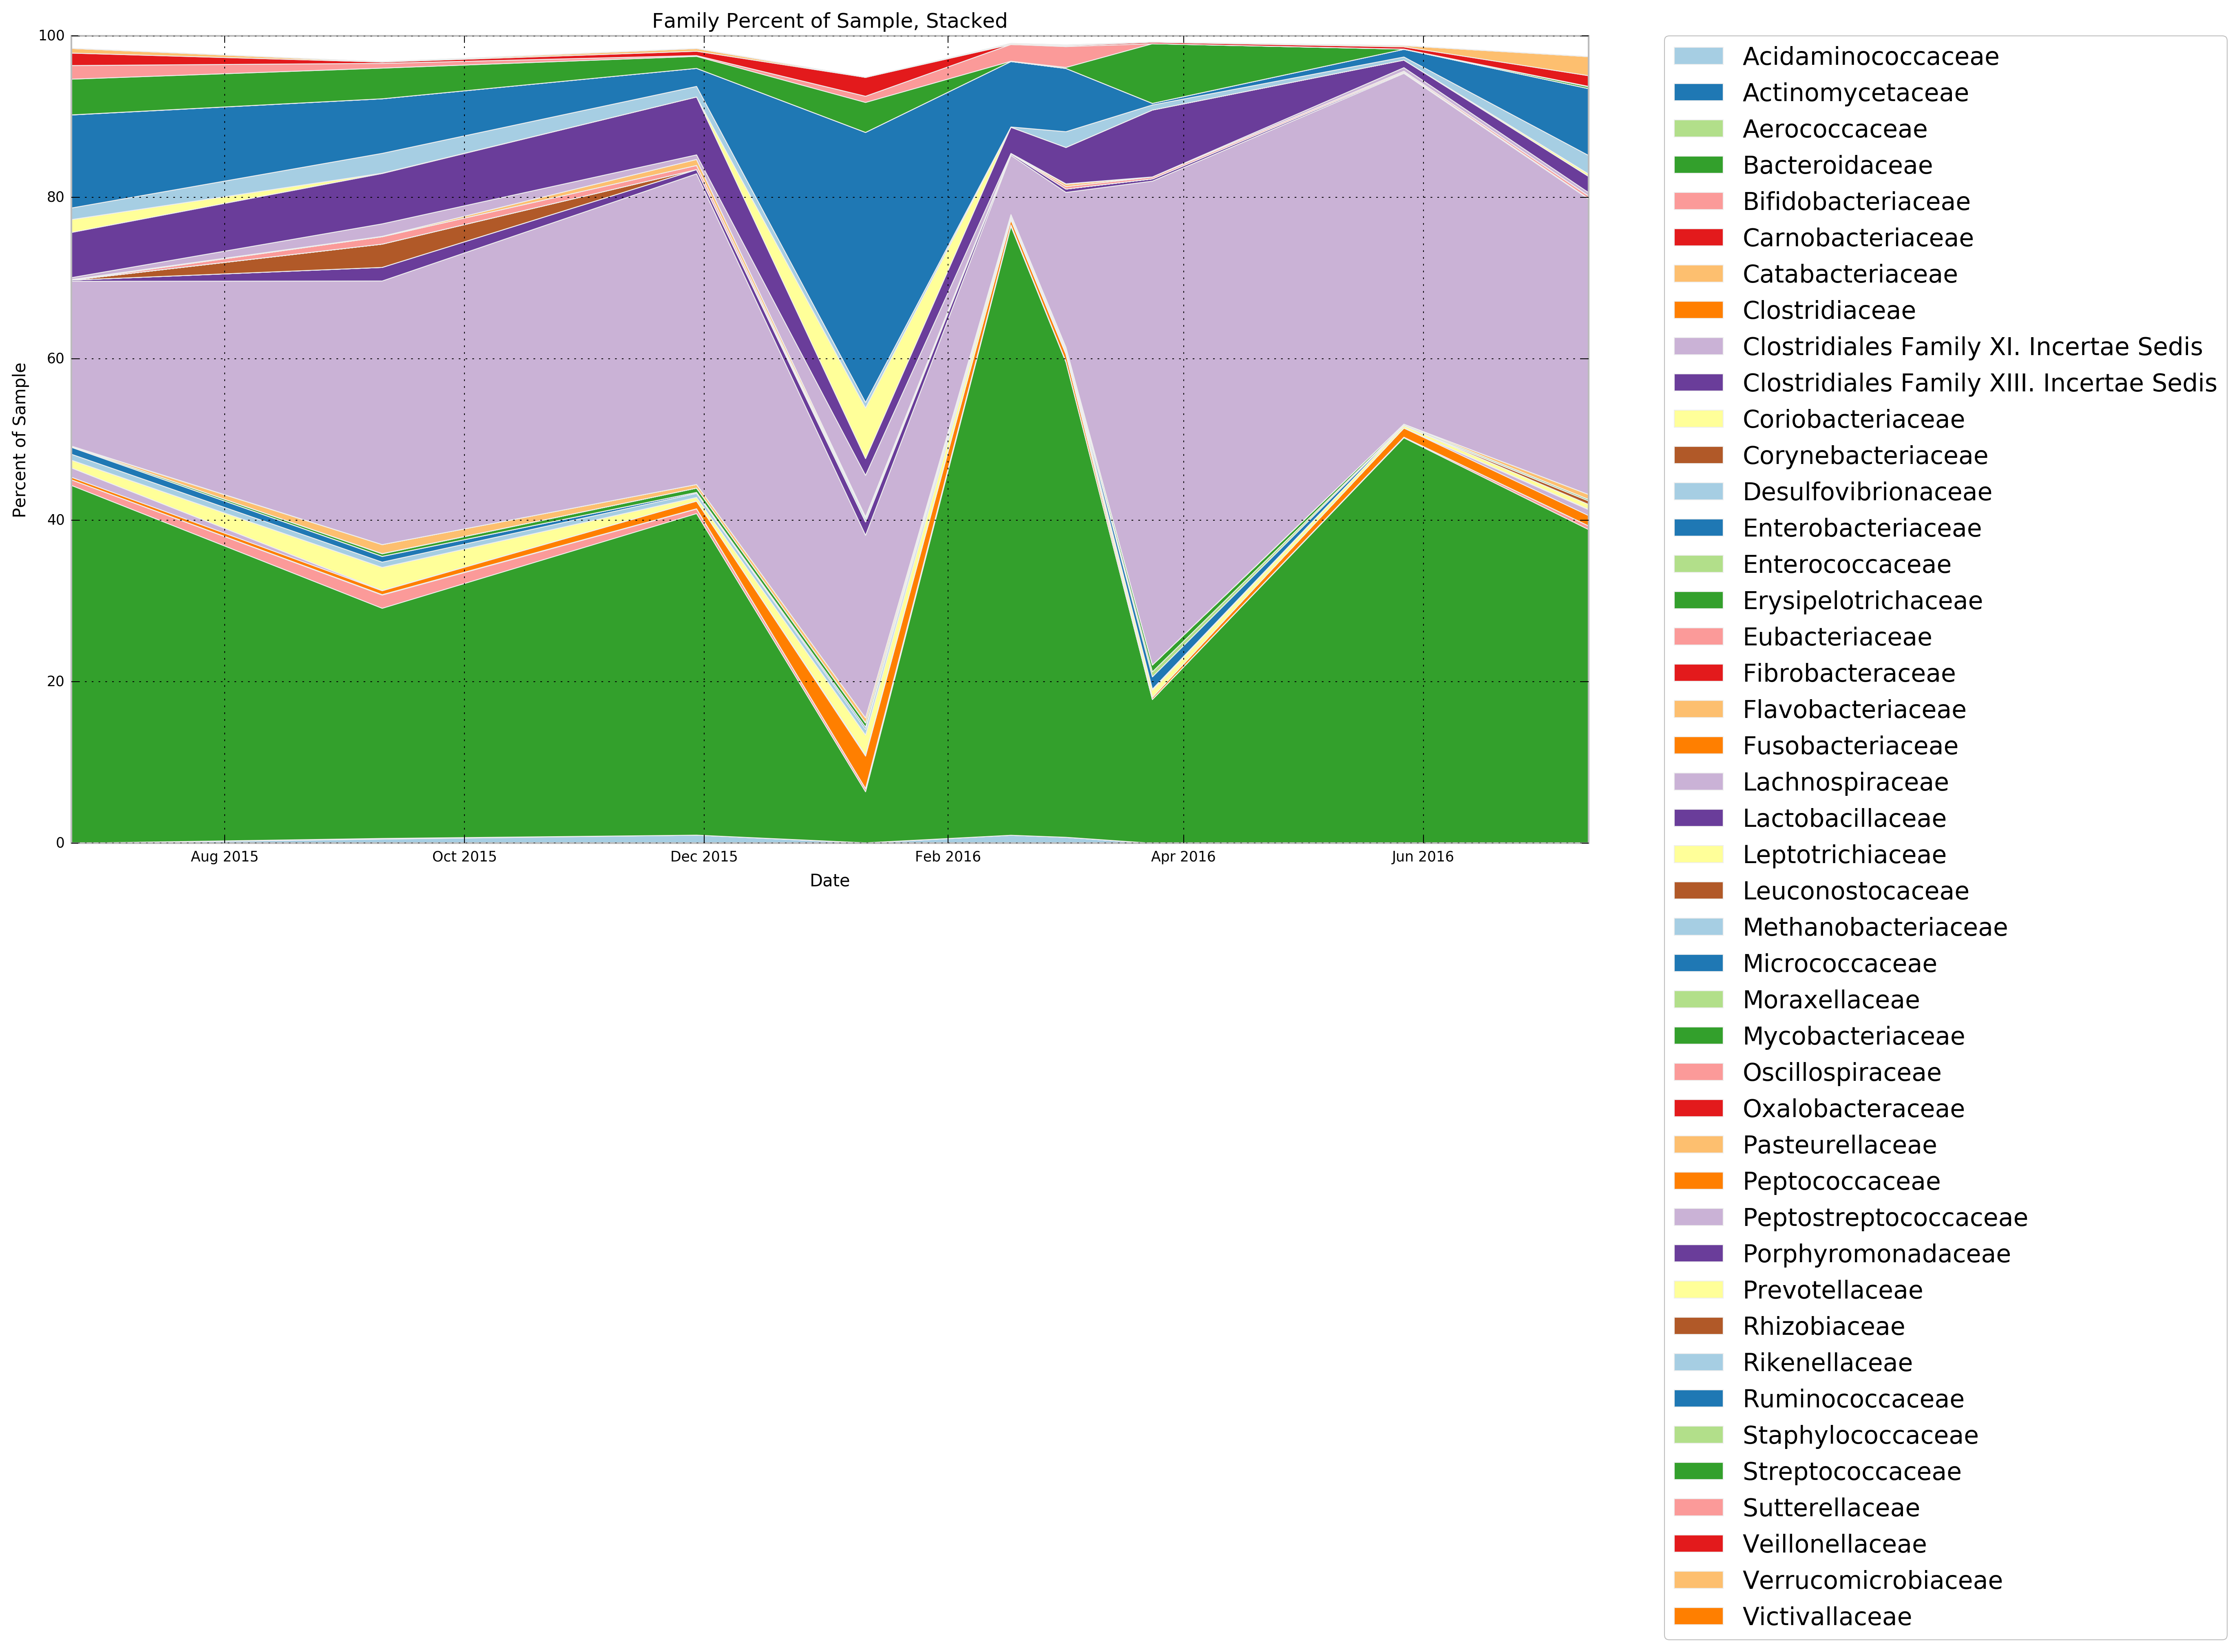 Family Percent of Sample, Stacked
100
80
60
40
20
0
Percent of Sample
Aug 2015
Oct 2015
Dec 2015
Feb 2016
Apr 2016
Jun 2016
Date
Acidaminococcaceae
Actinomycetaceae
Aerococcaceae
Bacteroidaceae
Bifidobacteriaceae
Carnobacteriaceae
Catabacteriaceae
Clostridiaceae
Clostridiales Family XI. Incertae Sedis
Clostridiales Family XIII. Incertae Sedis
Coriobacteriaceae
Corynebacteriaceae
Desulfovibrionaceae
Enterobacteriaceae
Enterococcaceae
Erysipelotrichaceae
Eubacteriaceae
Fibrobacteraceae
Flavobacteriaceae
Fusobacteriaceae
Lachnospiraceae
Lactobacillaceae
Leptotrichiaceae
Leuconostocaceae
Methanobacteriaceae
Micrococcaceae
Moraxellaceae
Mycobacteriaceae
Oscillospiraceae
Oxalobacteraceae
Pasteurellaceae
Peptococcaceae
Peptostreptococcaceae
Porphyromonadaceae
Prevotellaceae
Rhizobiaceae
Rikenellaceae
Ruminococcaceae
Staphylococcaceae
Streptococcaceae
Sutterellaceae
Veillonellaceae
Verrucomicrobiaceae
Victivallaceae